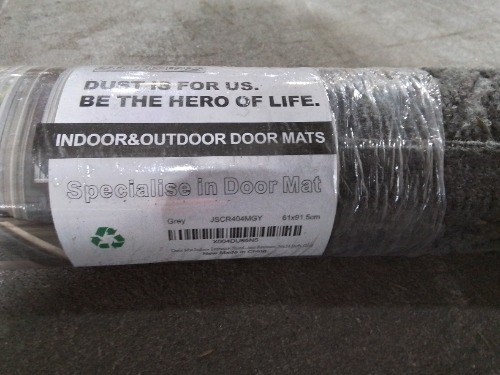 DUST IS FOR US.
BE THE HERO OF LIFE.
INDOOR&OUTDOOR DOOR MATS
Specialise in Door Mat
Grey JSCR404MGY 61x91.5cm